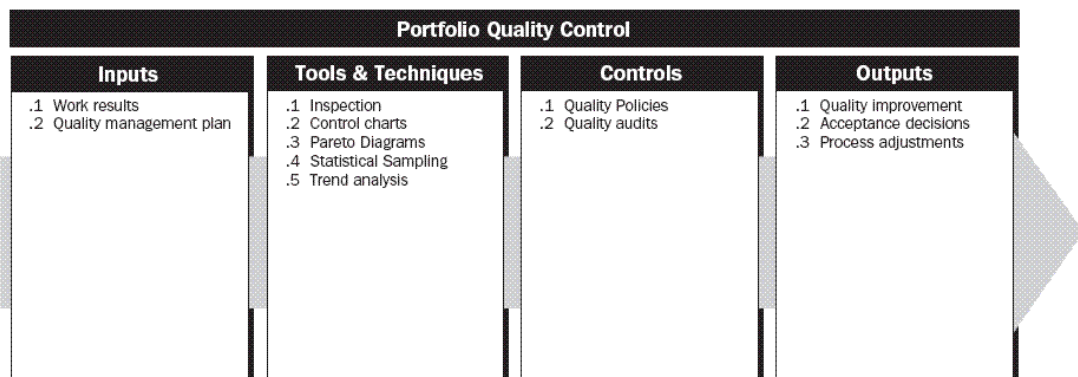 Portfolio Quality Control
Inputs
.1 Work results
.2 Quality management plan
Tools & Techniques
.1 Inspection
.2 Control charts
.3 Pareto Diagrams
.4 Statistical Sampling
.5 Trend analysis
Controls
.1 Quality Policies
.2 Quality audits
Outputs
.1 Quality improvement
.2 Acceptance decisions
.3 Process adjustments